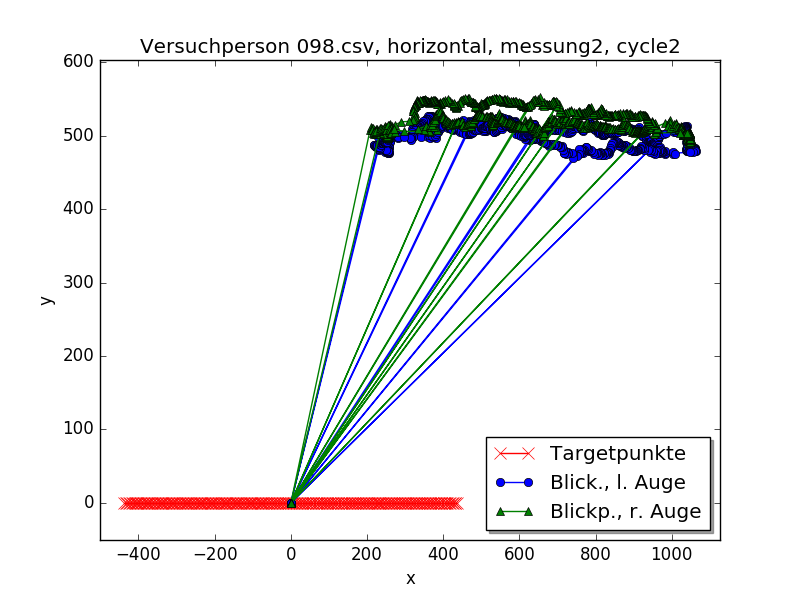 Versuchperson 098.csv, horizontal, messung2, cycle2
y
600
500
400
300
200
100
0
−400
−200
0
200
400
600
800
1000
x
Targetpunkte
Blick., l. Auge
Blickp., r. Auge